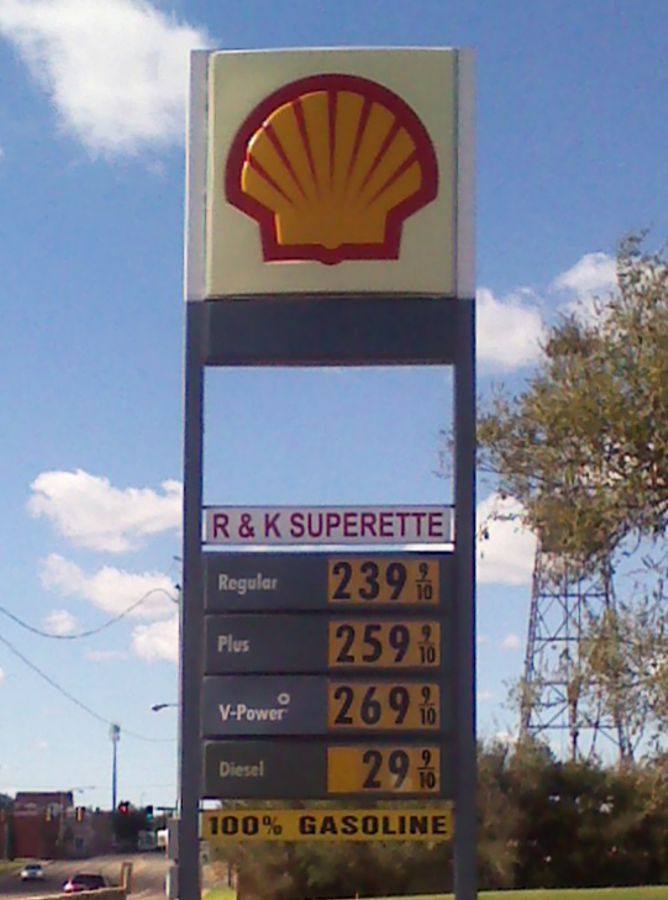 R & K SUPERETTE
Regular 239 9/10
Plus 259 9/10
V-Power 269 9/10
Diesel 29 9/10
100% GASOLINE